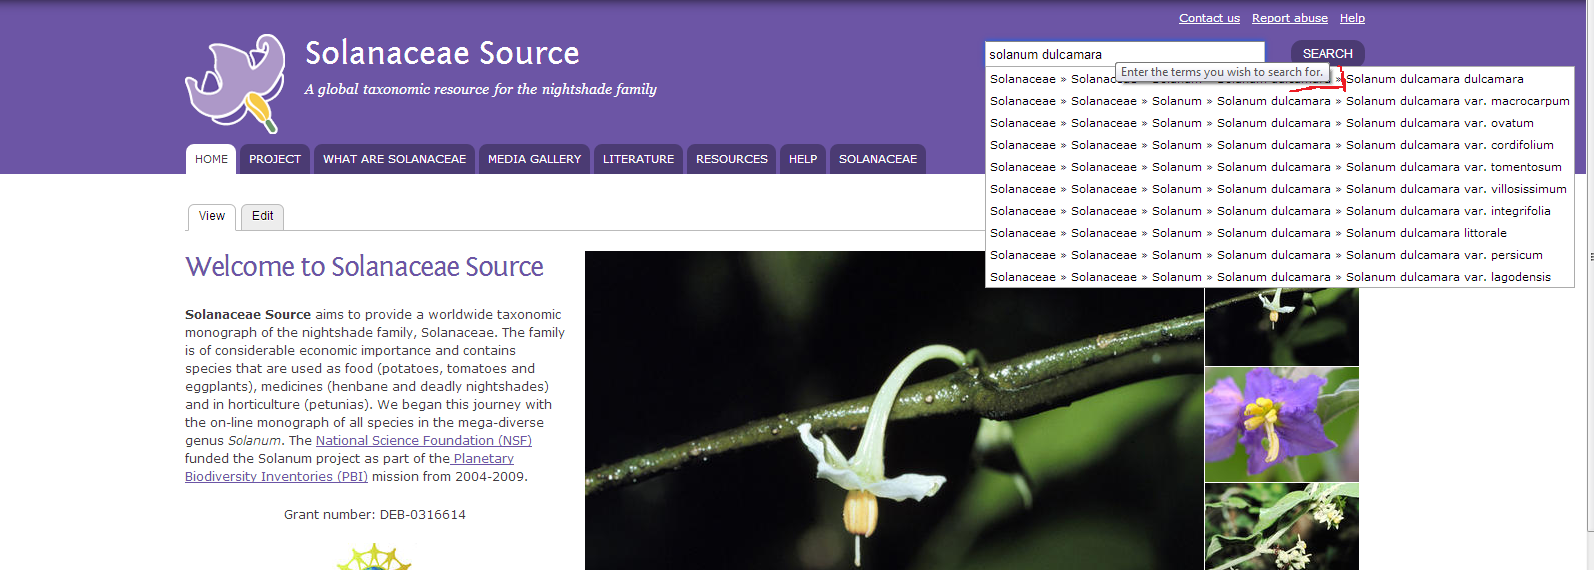 Contact us Report abuse Help
Solanaceae Source
A global taxonomic resource for the nightshade family
solanum dulcamara
SEARCH
Enter the terms you wish to search for.
Solanaceae » » Solanum dulcamara dulcamara
Solanaceae » Solanaceae » Solanum » Solanum dulcamara » Solanum dulcamara var. macrocarpum
Solanaceae » Solanaceae » Solanum » Solanum dulcamara » Solanum dulcamara var. ovatum
Solanaceae » Solanaceae » Solanum » Solanum dulcamara » Solanum dulcamara var. cordifolium
Solanaceae » Solanaceae » Solanum » Solanum dulcamara » Solanum dulcamara var. tomentosum
Solanaceae » Solanaceae » Solanum » Solanum dulcamara » Solanum dulcamara var. villosissimum
Solanaceae » Solanaceae » Solanum » Solanum dulcamara » Solanum dulcamara var. integrifolia
Solanaceae » Solanaceae » Solanum » Solanum dulcamara » Solanum dulcamara littorale
Solanaceae » Solanaceae » Solanum » Solanum dulcamara » Solanum dulcamara var. persicum
Solanaceae » Solanaceae » Solanum » Solanum dulcamara » Solanum dulcamara var. lagodensis
HOME PROJECT WHAT ARE SOLANACEAE MEDIA GALLERY LITERATURE RESOURCES HELP SOLANACEAE
View Edit
Welcome to Solanaceae Source
Solanaceae Source aims to provide a worldwide taxonomic
monograph of the nightshade family, Solanaceae. The family
is of considerable economic importance and contains
species that are used as food (potatoes, tomatoes and
eggplants), medicines (henbane and deadly nightshades)
and in horticulture (petunias). We began this journey with
the on-line monograph of all species in the mega-diverse
genus Solanum. The National Science Foundation (NSF)
funded the Solanum project as part of the Planetary
Biodiversity Inventories (PBI) mission from 2004-2009.
Grant number: DEB-0316614